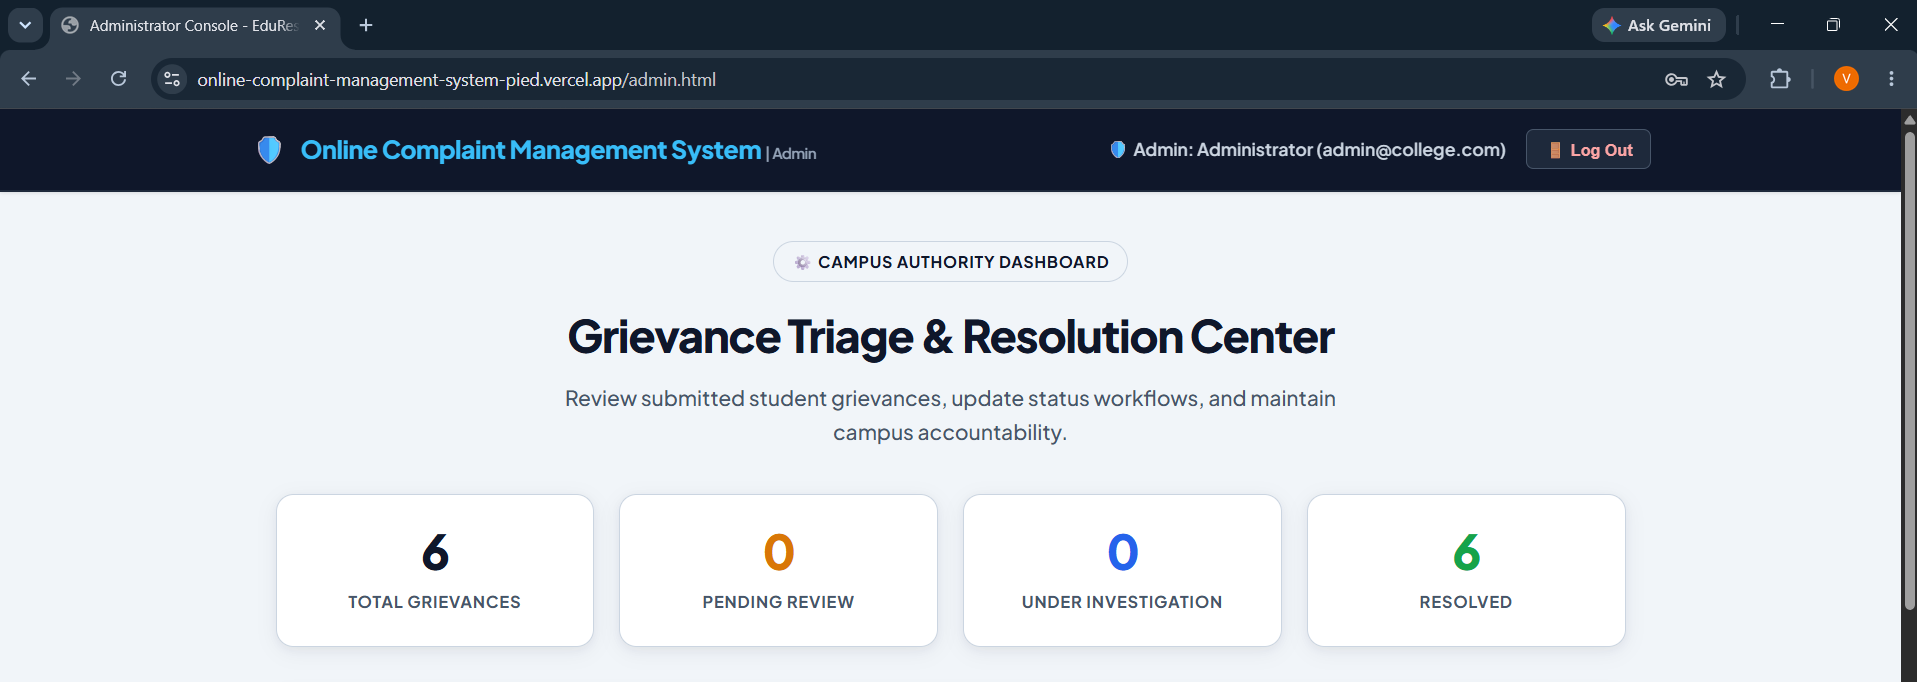 Administrator Console - EduRes
Ask Gemini
online-complaint-management-system-pied.vercel.app/admin.html
V
Online Complaint Management System | Admin
Admin: Administrator (admin@college.com)
Log Out
CAMPUS AUTHORITY DASHBOARD
Grievance Triage & Resolution Center
Review submitted student grievances, update status workflows, and maintain
campus accountability.
6
TOTAL GRIEVANCES
0
PENDING REVIEW
0
UNDER INVESTIGATION
6
RESOLVED